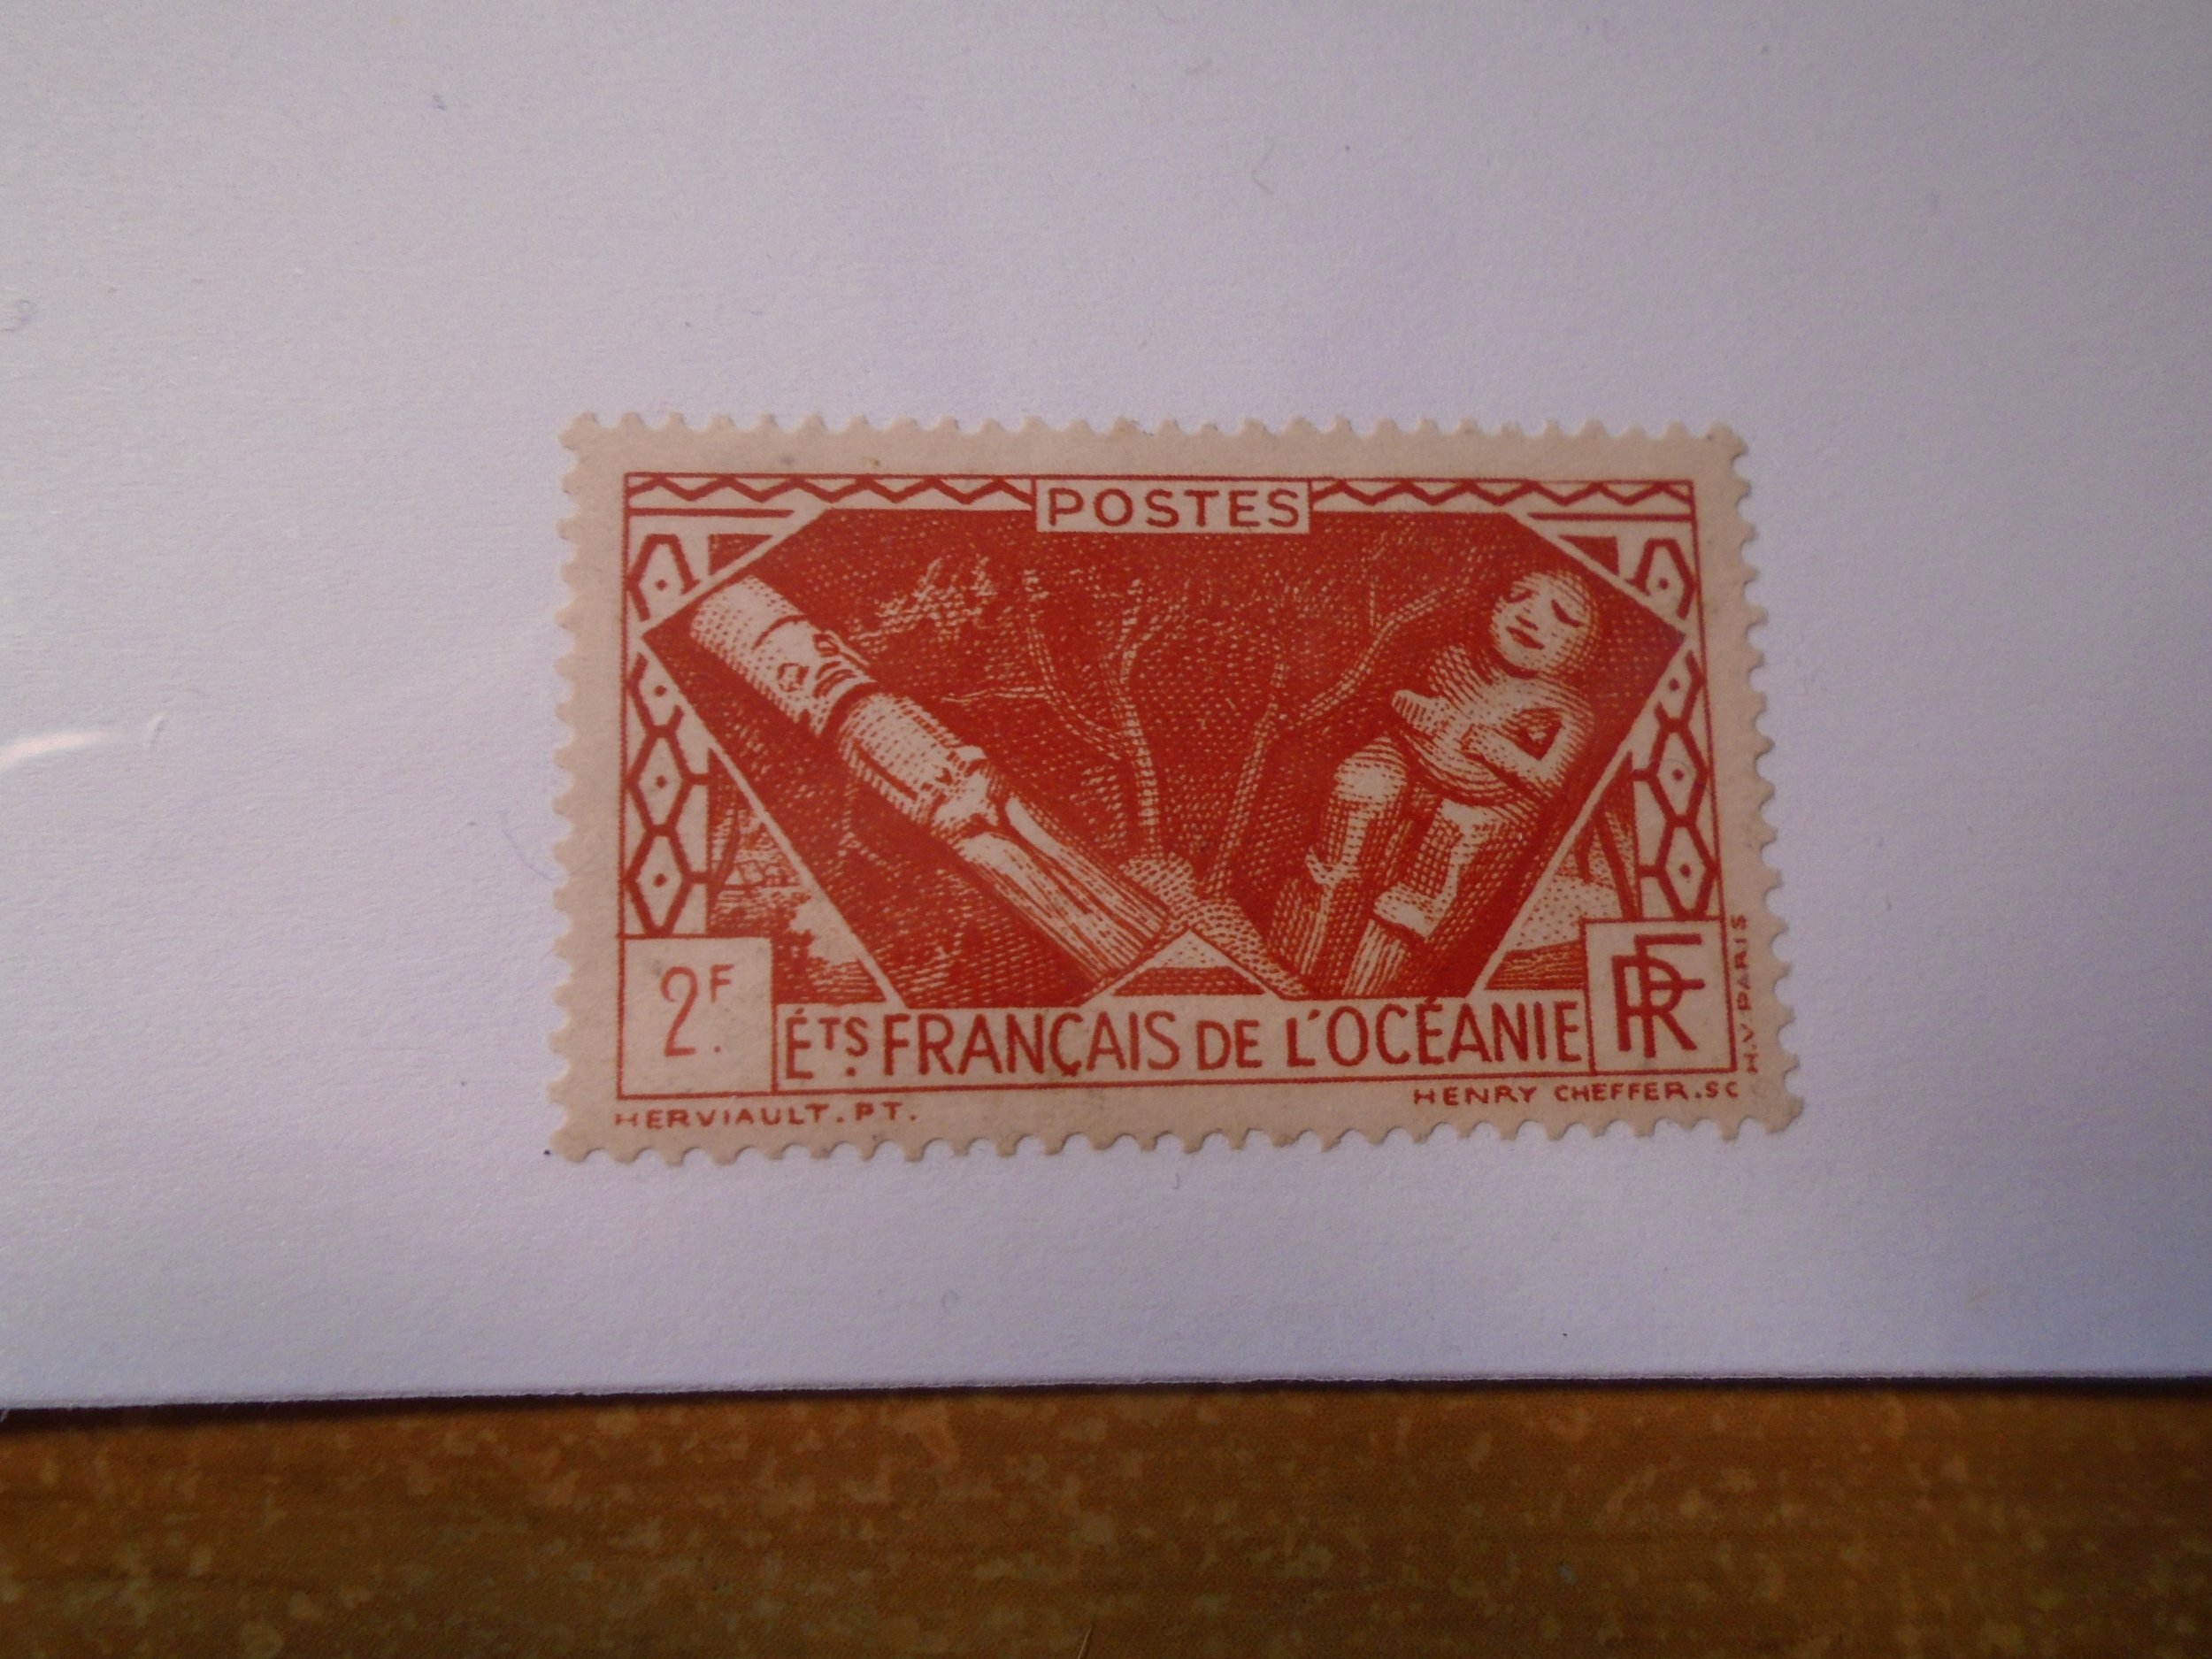 POSTES
2F.
ÉTS FRANÇAIS DE L'OCÉANIE
RF
H.V. PARIS
HERVIAULT. PT.
HENRY CHEFFER. SC